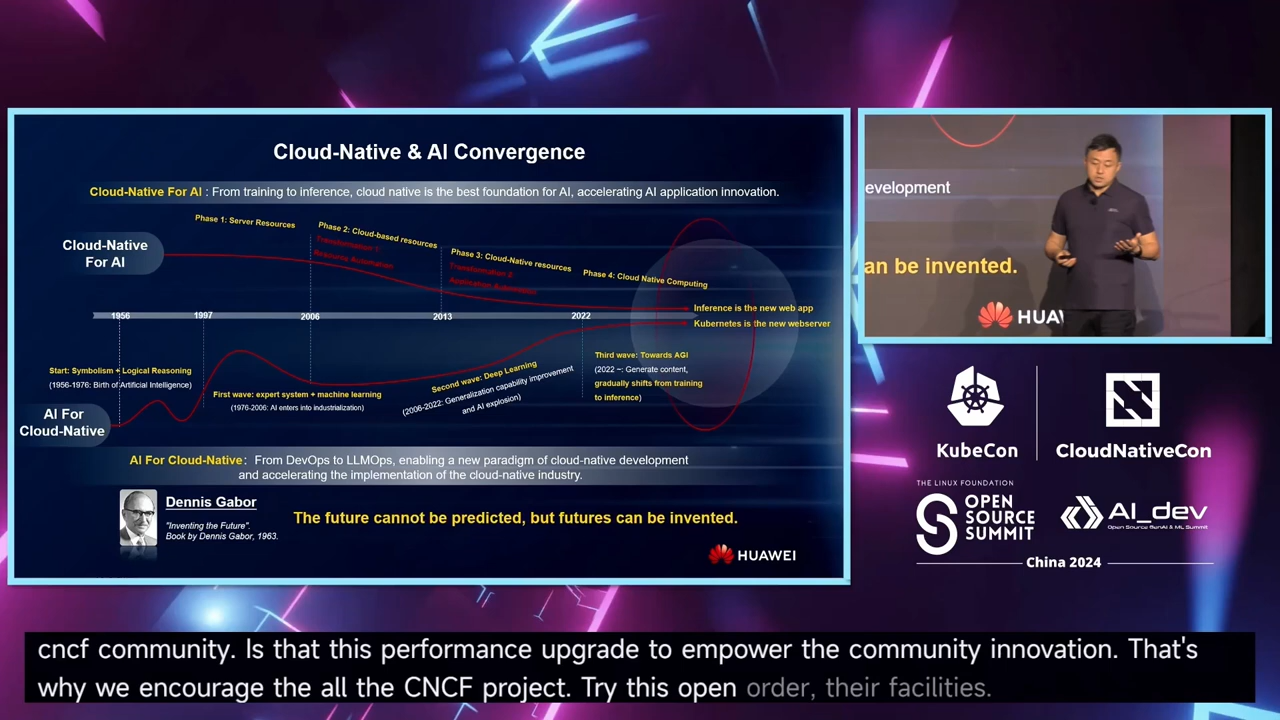 Cloud-Native & AI Convergence
Cloud-Native For AI : From training to inference, cloud native is the best foundation for AI, accelerating AI application innovation.
Phase 1: Server Resources
Phase 2: Cloud-based resources
Transformation 1:
Resource Automation
Phase 3: Cloud-Native resources
Transformation 2:
Application Automation
Phase 4: Cloud Native Computing
Cloud-Native
For AI
Inference is the new web app
Kubernetes is the new webserver
1956
1997
2006
2013
2022
Start: Symbolism + Logical Reasoning
(1956-1976: Birth of Artificial Intelligence)
First wave: expert system + machine learning
(1976-2006: AI enters into industrialization)
Second wave: Deep Learning
(2006-2022: Generalization capability improvement
and AI explosion)
Third wave: Towards AGI
(2022 ~: Generate content,
gradually shifts from training
to inference)
AI For
Cloud-Native
AI For Cloud-Native: From DevOps to LLMOps, enabling a new paradigm of cloud-native development
and accelerating the implementation of the cloud-native industry.
Dennis Gabor
"Inventing the Future".
Book by Dennis Gabor, 1963.
The future cannot be predicted, but futures can be invented.
HUAWEI
evelopment
an be invented.
HUAW
KubeCon
CloudNativeCon
THE LINUX FOUNDATION
OPEN
SOURCE
SUMMIT
AI_dev
Open Source GenAI & ML Summit
China 2024
cncf community. Is that this performance upgrade to empower the community innovation. That's
why we encourage the all the CNCF project. Try this open order, their facilities.